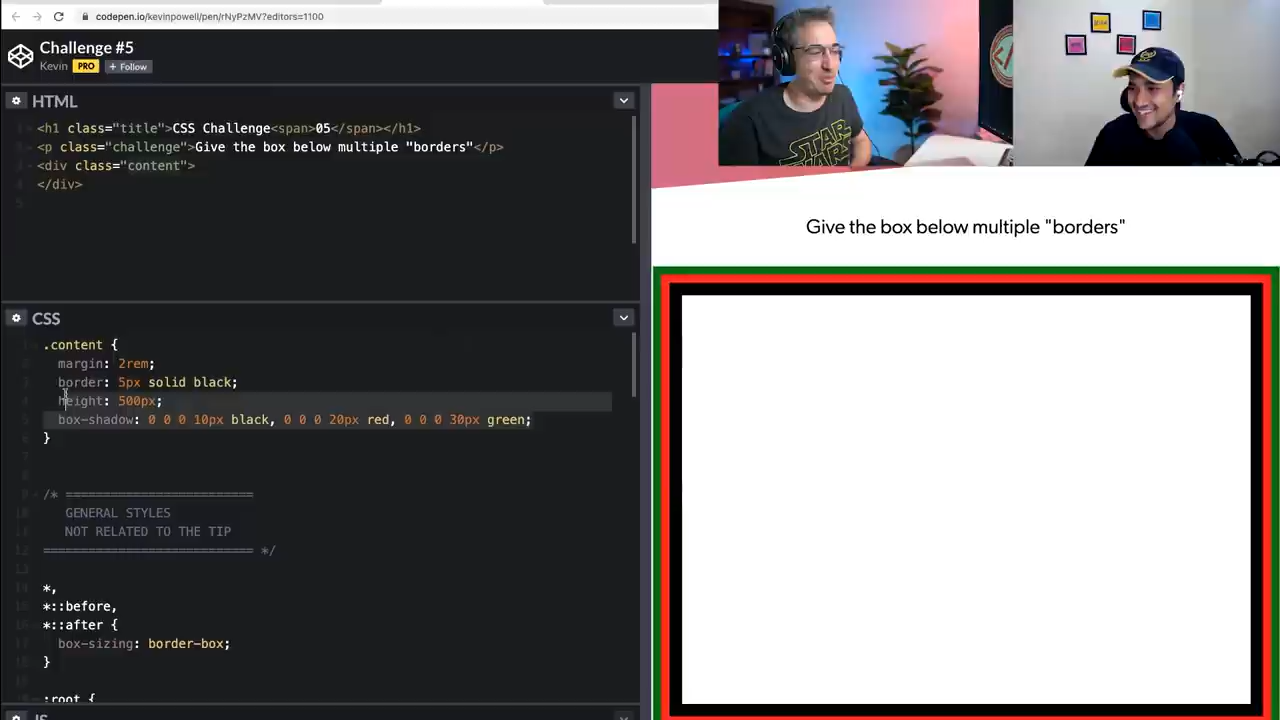 codepen.io/kevinpowell/pen/rNyPzMV?editors=1100
Challenge #5
Kevin PRO + Follow
HTML
<h1 class="title">CSS Challenge<span>05</span></h1>
<p class="challenge">Give the box below multiple "borders"</p>
<div class="content">
</div>
5
CSS
.content {
margin: 2rem;
border: 5px solid black;
height: 500px;
box-shadow: 0 0 0 10px black, 0 0 0 20px red, 0 0 0 30px green;
}
/* =========================
GENERAL STYLES
NOT RELATED TO THE TIP
============================ */
*,
*::before,
*::after {
box-sizing: border-box;
}
:root {
JS
STAR
WARS
Give the box below multiple "borders"